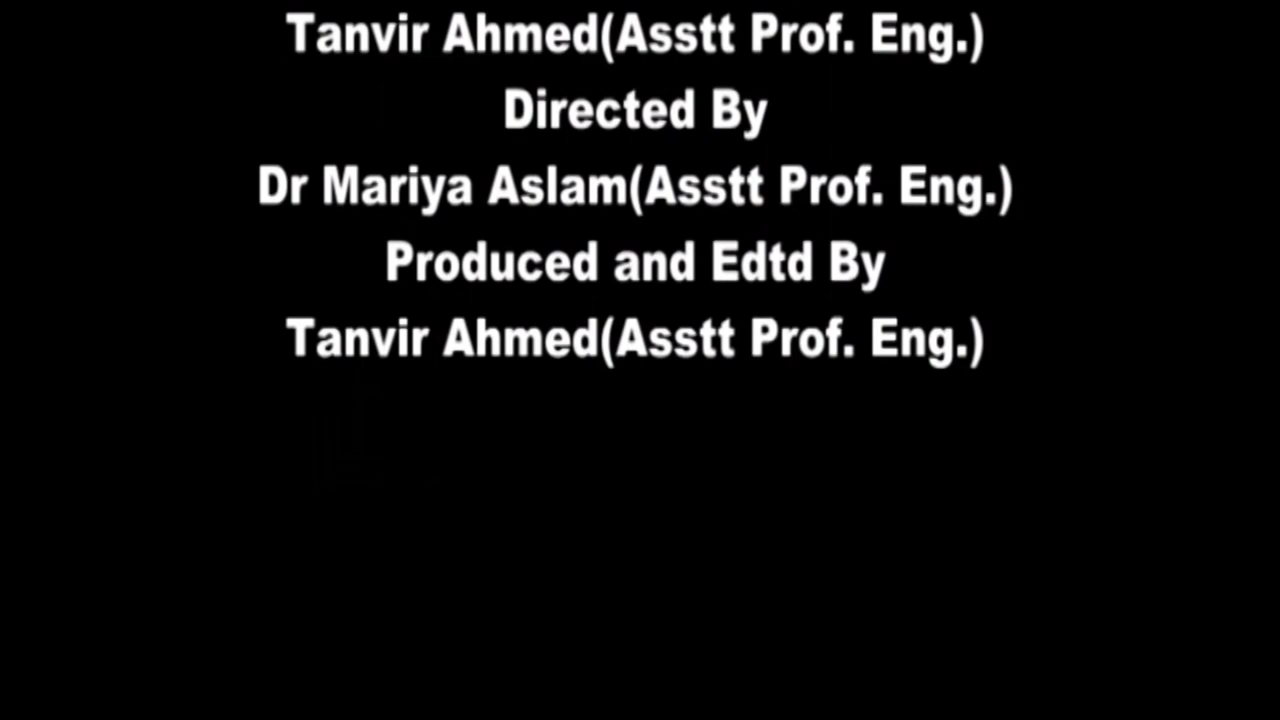 Tanvir Ahmed(Asstt Prof. Eng.)
Directed By
Dr Mariya Aslam(Asstt Prof. Eng.)
Produced and Edtd By
Tanvir Ahmed(Asstt Prof. Eng.)